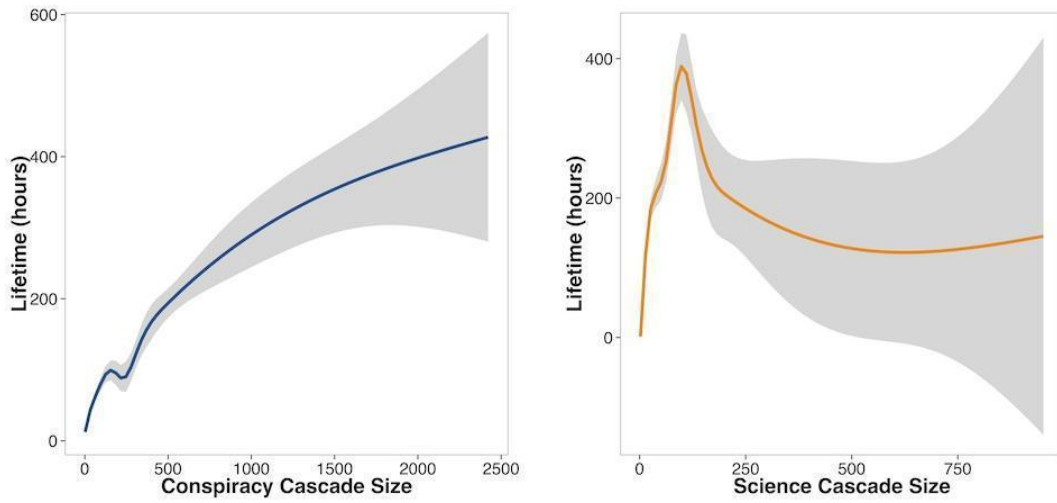 600
400
200
0
Lifetime (hours)
0 500 1000 1500 2000 2500
Conspiracy Cascade Size
400
200
0
Lifetime (hours)
0 250 500 750
Science Cascade Size